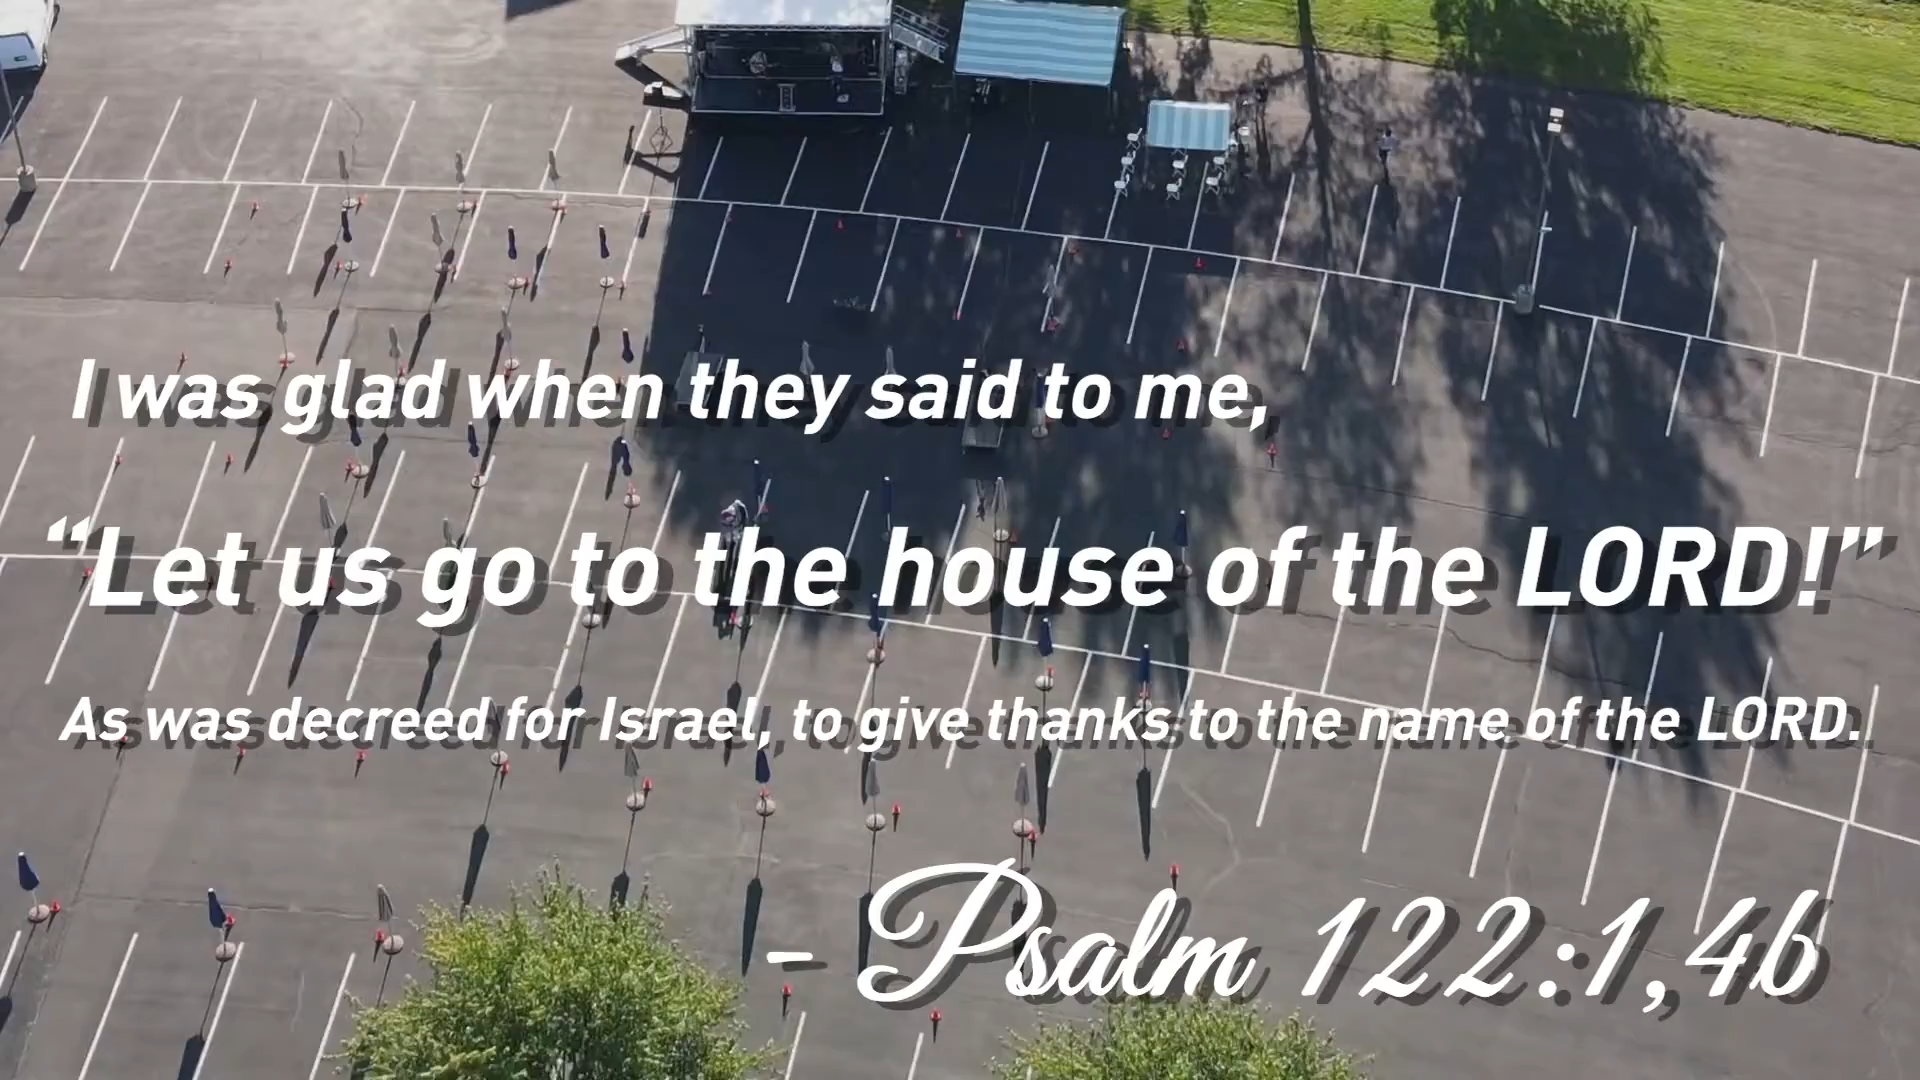 I was glad when they said to me,
“Let us go to the house of the LORD!”
As was decreed for Israel, to give thanks to the name of the LORD.
- Psalm 122:1,4b